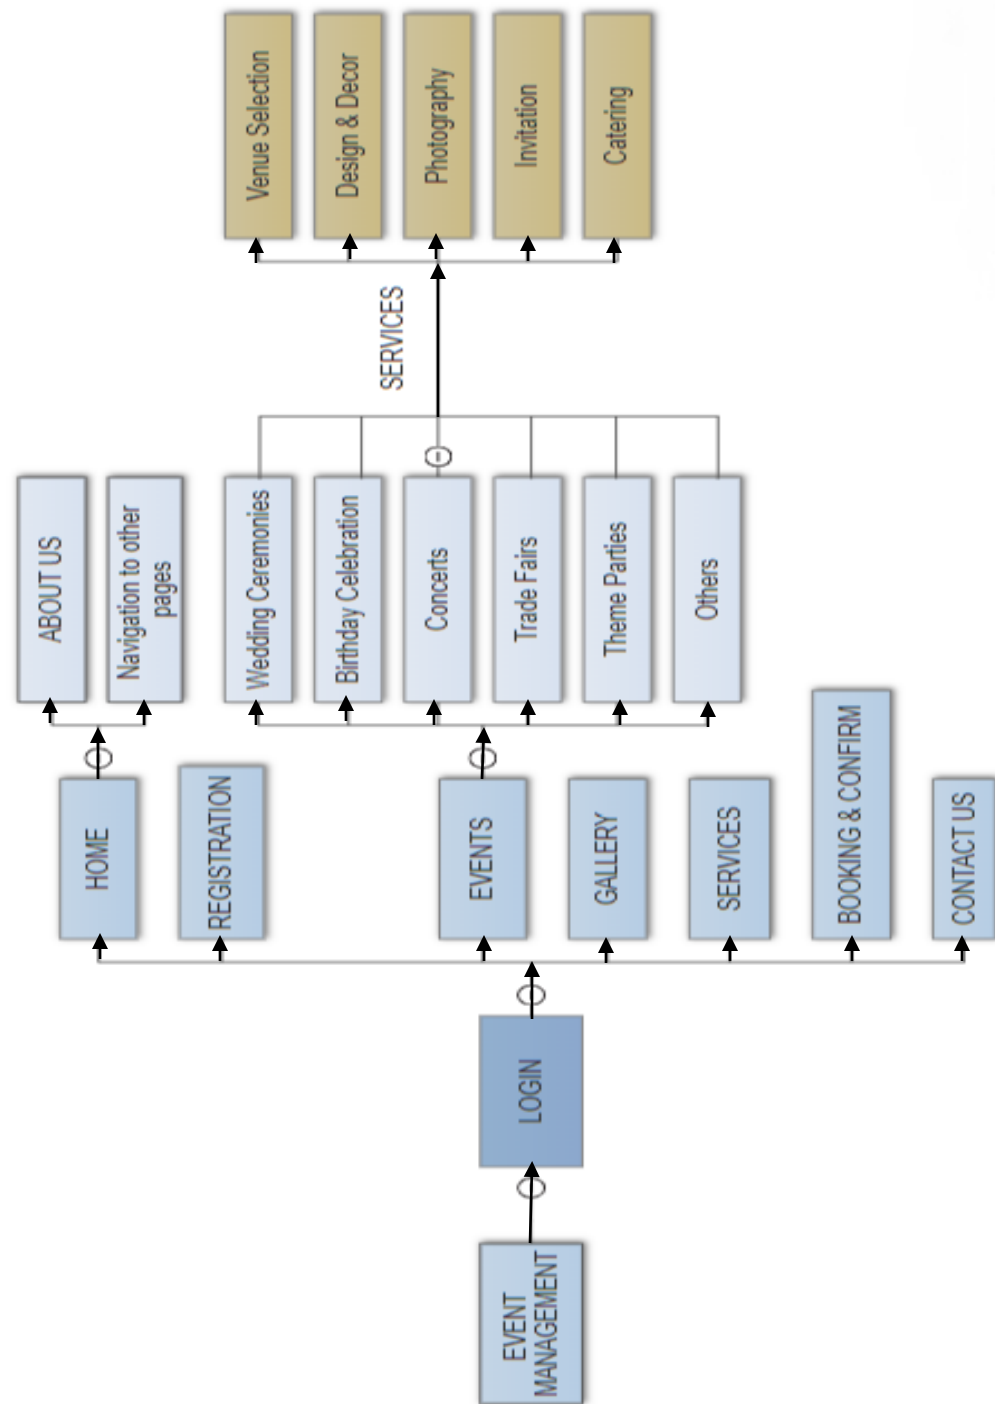 EVENT
MANAGEMENT
LOGIN
HOME
REGISTRATION
EVENTS
GALLERY
SERVICES
BOOKING & CONFIRM
CONTACT US
ABOUT US
Navigation to other
pages
Wedding Ceremonies
Birthday Celebration
Concerts
Trade Fairs
Theme Parties
Others
SERVICES
Venue Selection
Design & Decor
Photography
Invitation
Catering